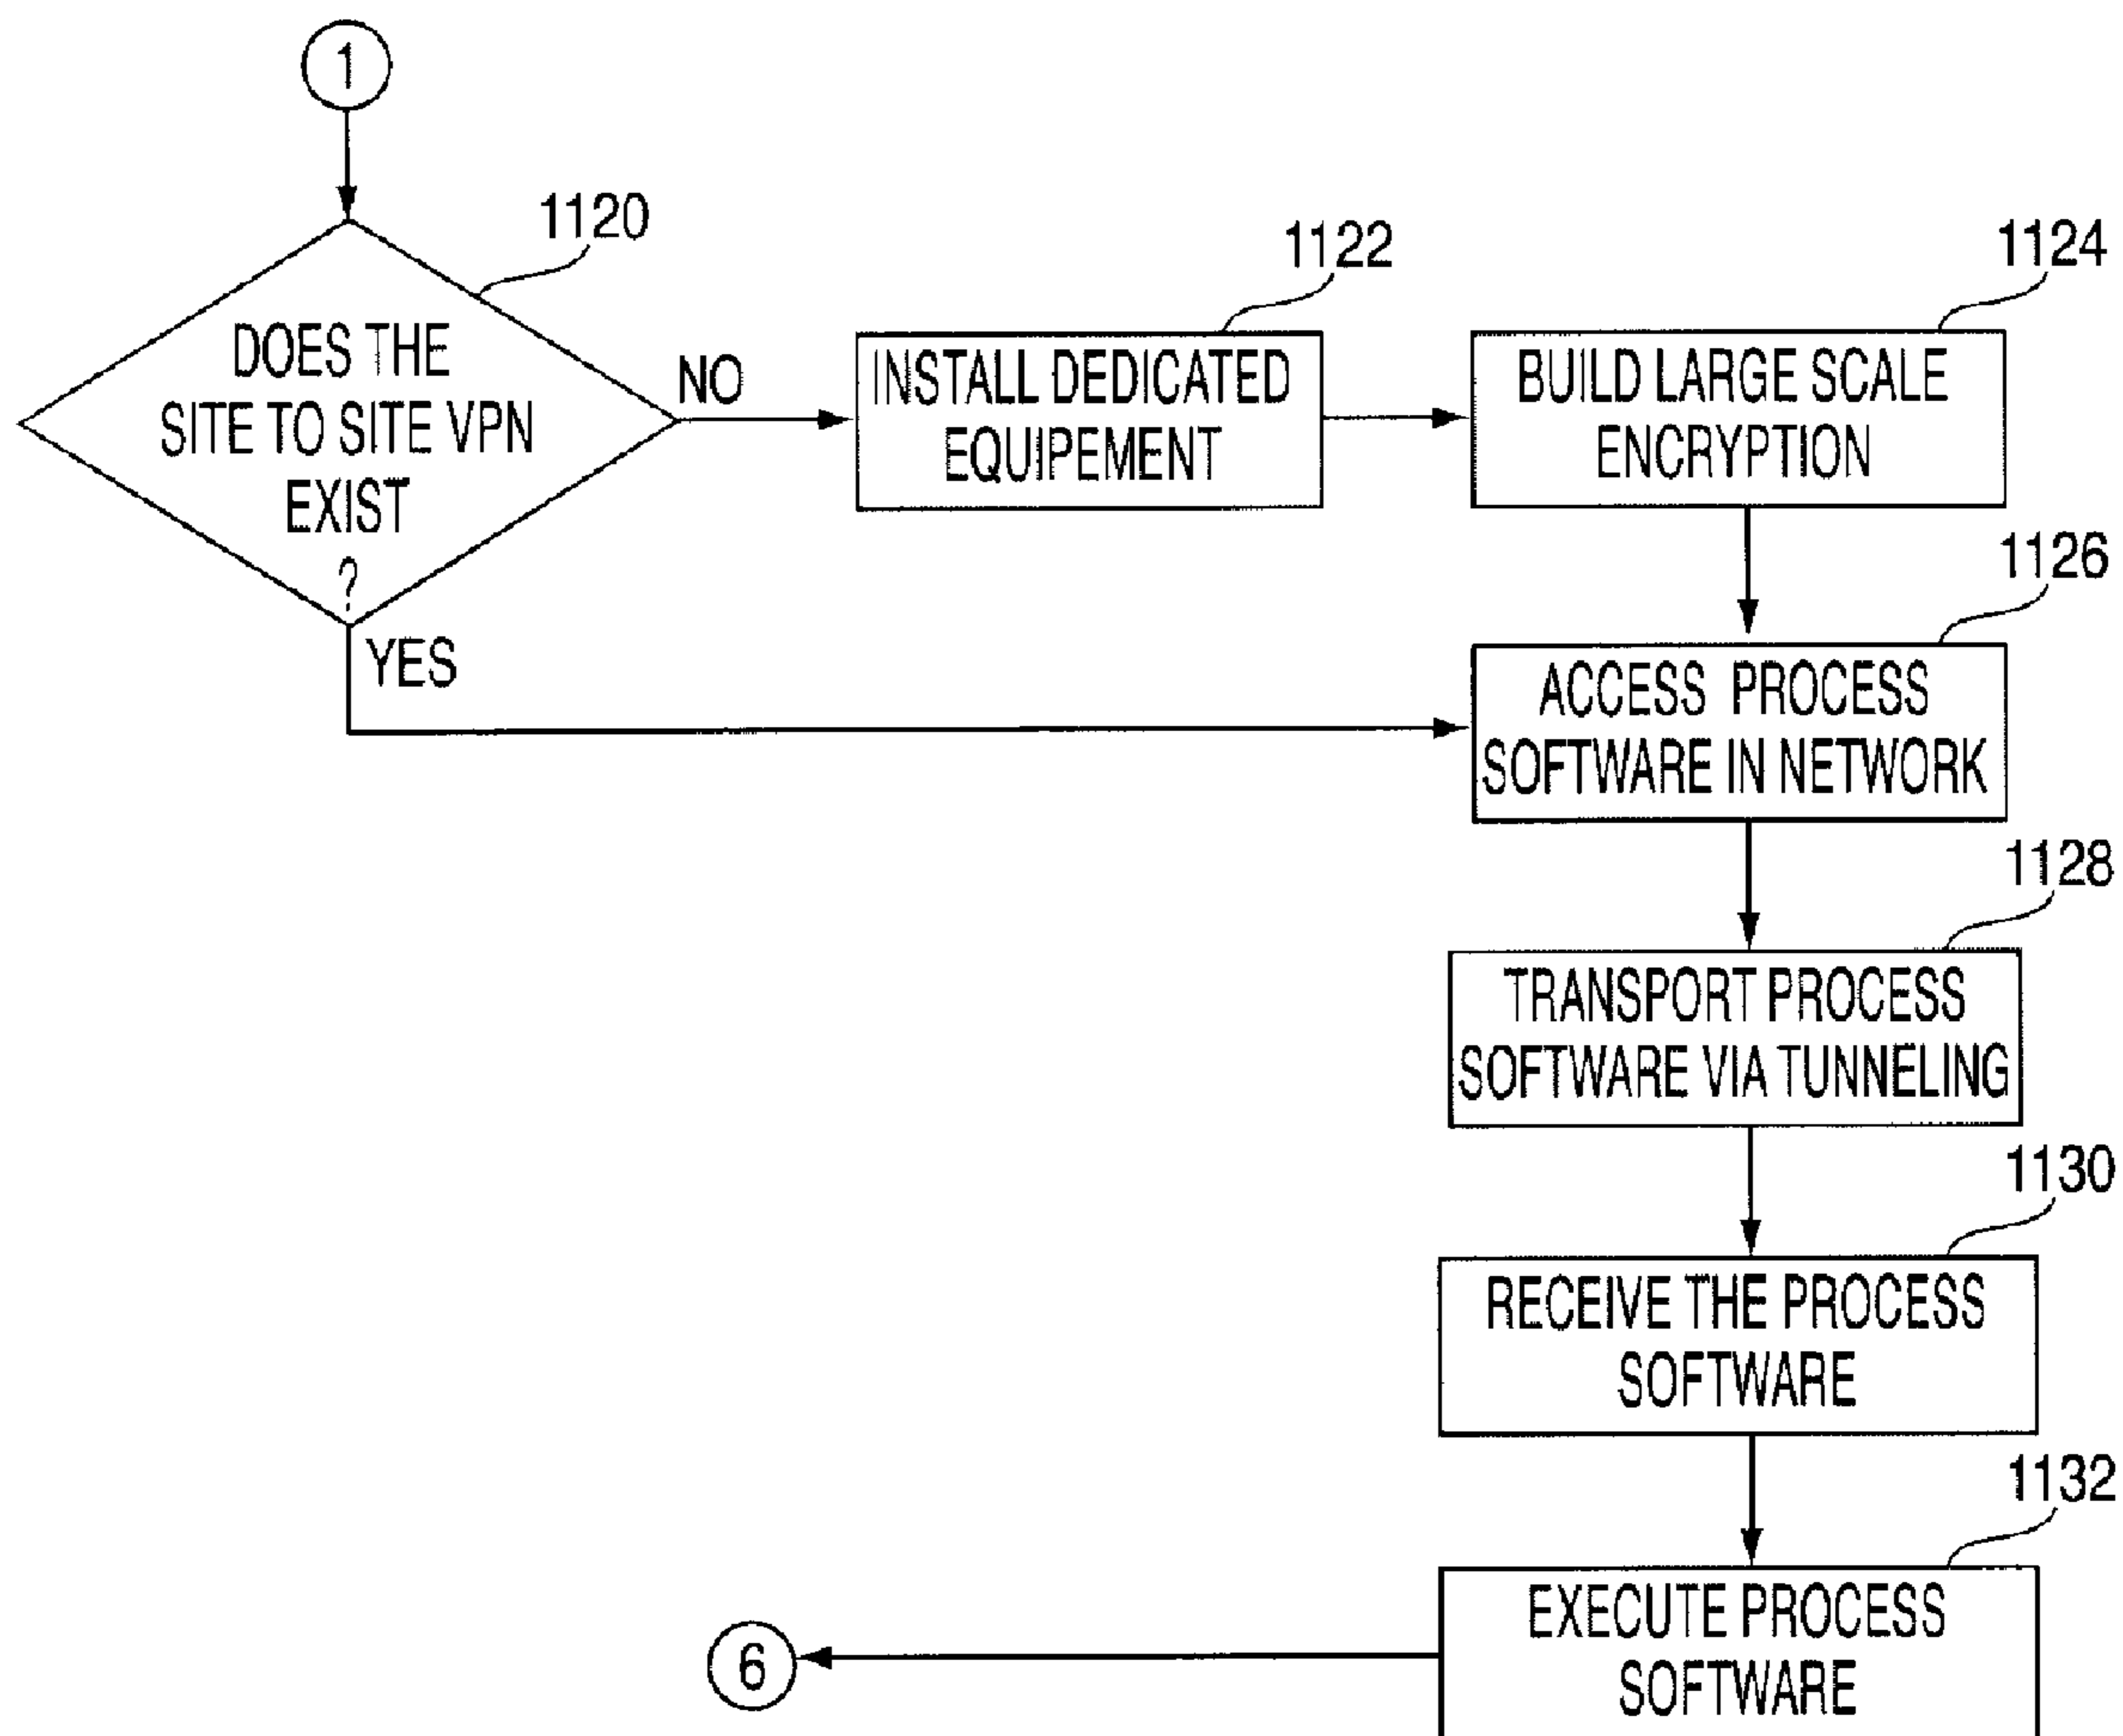 1
1120
DOES THE
SITE TO SITE VPN
EXIST
?
NO
YES
1122
INSTALL DEDICATED
EQUIPEMENT
1124
BUILD LARGE SCALE
ENCRYPTION
1126
ACCESS PROCESS
SOFTWARE IN NETWORK
1128
TRANSPORT PROCESS
SOFTWARE VIA TUNNELING
1130
RECEIVE THE PROCESS
SOFTWARE
1132
EXECUTE PROCESS
SOFTWARE
6